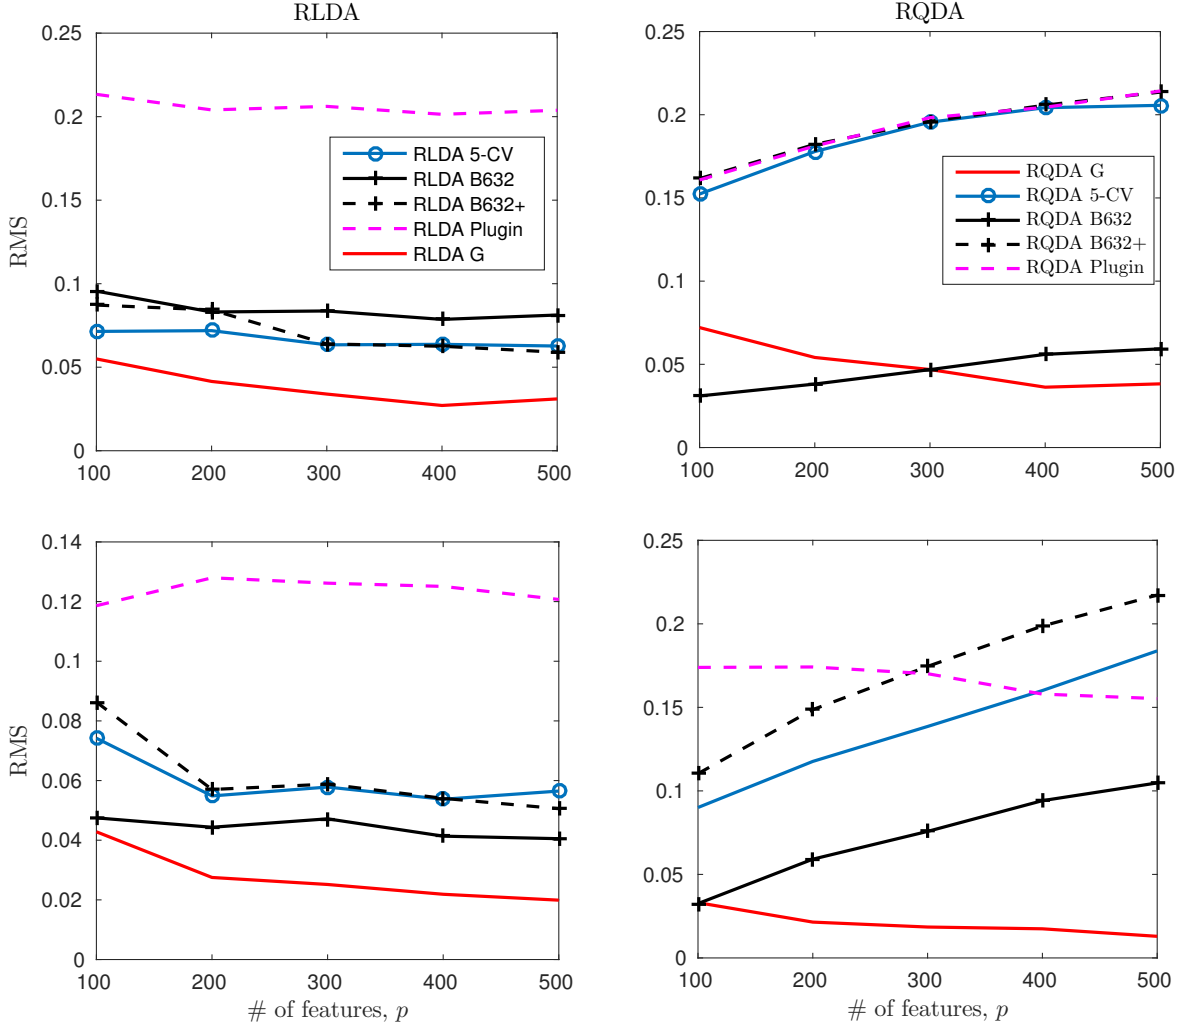 RLDA
RMS
0.25
0.2
0.15
0.1
0.05
0
RLDA 5-CV
RLDA B632
RLDA B632+
RLDA Plugin
RLDA G
100 200 300 400 500
RQDA
0.25
0.2
0.15
0.1
0.05
0
RQDA G
RQDA 5-CV
RQDA B632
RQDA B632+
RQDA Plugin
100 200 300 400 500
RMS
0.14
0.12
0.1
0.08
0.06
0.04
0.02
0
100 200 300 400 500
# of features, p
0.25
0.2
0.15
0.1
0.05
0
100 200 300 400 500
# of features, p